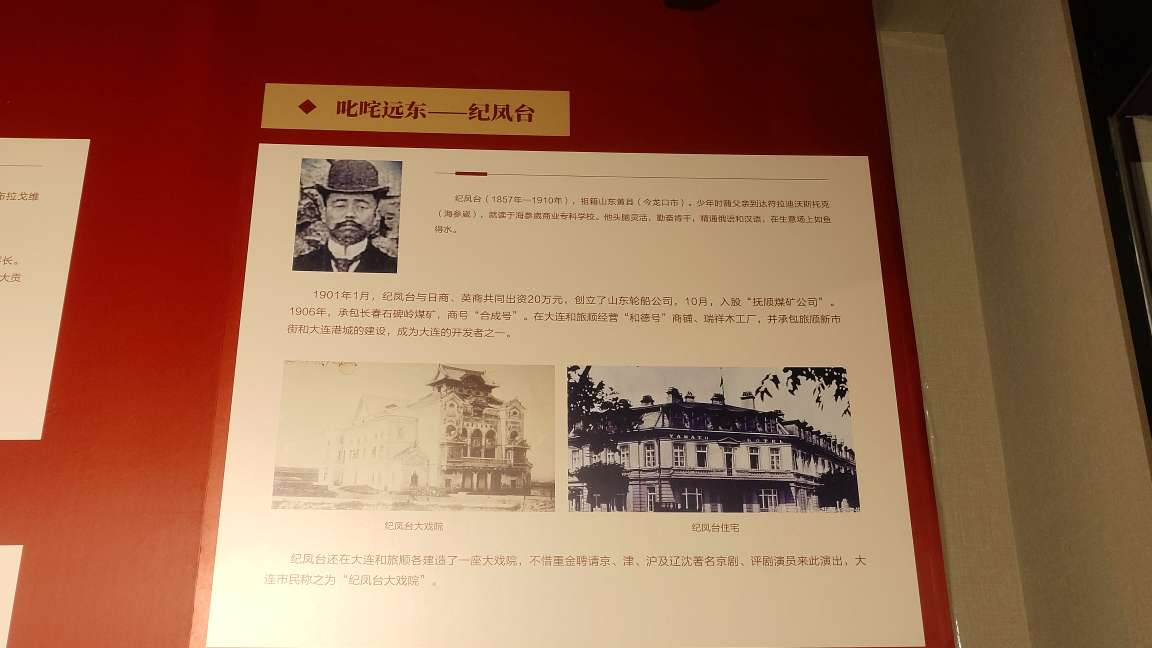 叱咤远东——纪凤台
纪凤台（1857年—1910年），祖籍山东黄县（今龙口市）。少年时随父亲到达符拉迪沃斯托克
（海参崴），就读于海参崴商业专科学校。他头脑灵活，勤奋肯干，精通俄语和汉语，在生意场上如鱼
得水。
1901年1月，纪凤台与日商、英商共同出资20万元，创立了山东轮船公司，10月，入股“抚顺煤矿公司”。
1906年，承包长春石碑岭煤矿，商号“合成号”。在大连和旅顺经营“和德号”商铺、瑞祥木工厂，并承包旅顺新市
街和大连港城的建设，成为大连的开发者之一。
YAMATO HOTEL
纪凤台大戏院
纪凤台住宅
纪凤台还在大连和旅顺各建造了一座大戏院，不惜重金聘请京、津、沪及辽沈著名京剧、评剧演员来此演出，大
连市民称之为“纪凤台大戏院”。
布拉戈维
长。
大贡